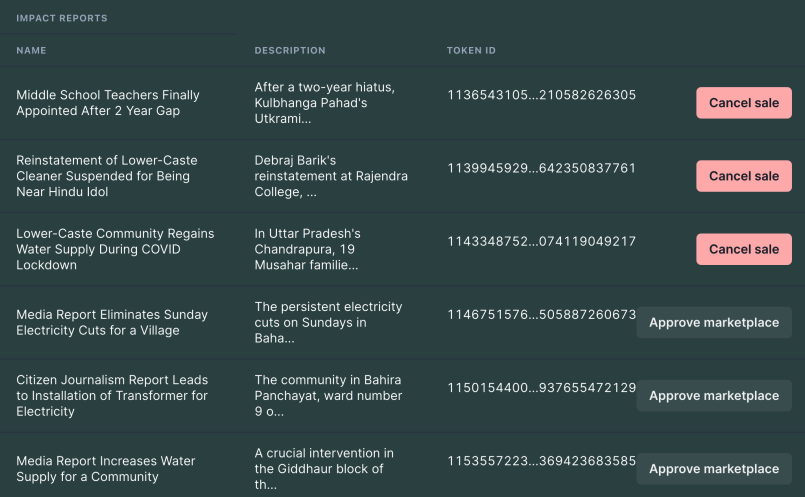 IMPACT REPORTS
NAME DESCRIPTION TOKEN ID
Middle School Teachers Finally
Appointed After 2 Year Gap
After a two-year hiatus,
Kulbhanga Pahad's
Utkrami...
1136543105...210582626305
Cancel sale
Reinstatement of Lower-Caste
Cleaner Suspended for Being
Near Hindu Idol
Debraj Barik's
reinstatement at Rajendra
College, ...
1139945929...642350837761
Cancel sale
Lower-Caste Community Regains
Water Supply During COVID
Lockdown
In Uttar Pradesh's
Chandrapura, 19
Musahar familie...
1143348752...074119049217
Cancel sale
Media Report Eliminates Sunday
Electricity Cuts for a Village
The persistent electricity
cuts on Sundays in
Baha...
1146751576...505887260673
Approve marketplace
Citizen Journalism Report Leads
to Installation of Transformer for
Electricity
The community in Bahira
Panchayat, ward number
9 o...
1150154400...937655472129
Approve marketplace
Media Report Increases Water
Supply for a Community
A crucial intervention in
the Giddhaur block of
th...
1153557223...369423683585
Approve marketplace